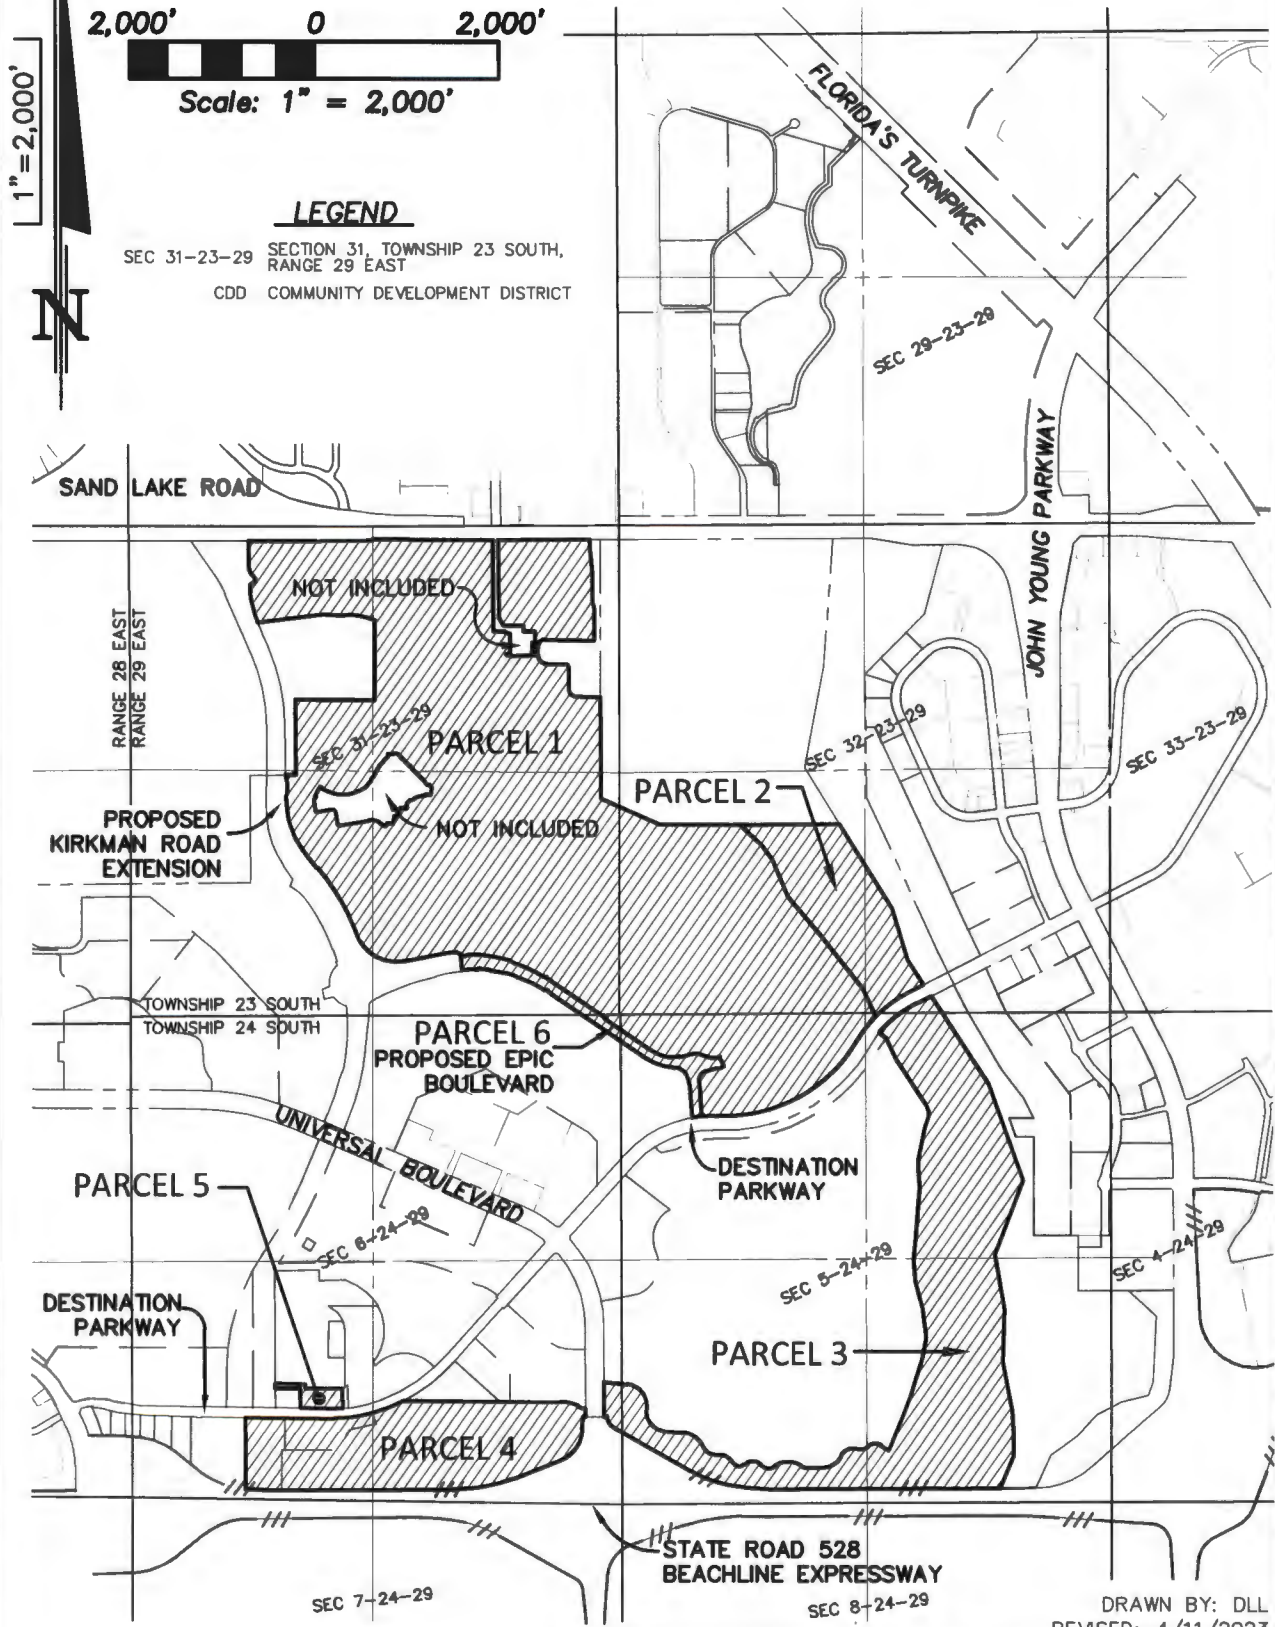 2,000' 0 2,000'
Scale: 1" = 2,000'
1"=2,000'
N
LEGEND
SEC 31-23-29 SECTION 31, TOWNSHIP 23 SOUTH,
RANGE 29 EAST
CDD COMMUNITY DEVELOPMENT DISTRICT
FLORIDA'S TURNPIKE
SEC 29-23-29
SAND LAKE ROAD
JOHN YOUNG PARKWAY
NOT INCLUDED
RANGE 28 EAST
RANGE 29 EAST
SEC 31-23-29
PARCEL 1
SEC 32-23-29
SEC 33-23-29
PARCEL 2
PROPOSED
KIRKMAN ROAD
EXTENSION
NOT INCLUDED
TOWNSHIP 23 SOUTH
TOWNSHIP 24 SOUTH
PARCEL 6
PROPOSED EPIC
BOULEVARD
UNIVERSAL BOULEVARD
DESTINATION
PARKWAY
PARCEL 5
SEC 6-24-29
SEC 5-24-29
SEC 4-24-29
DESTINATION
PARKWAY
PARCEL 3
PARCEL 4
STATE ROAD 528
BEACHLINE EXPRESSWAY
SEC 7-24-29
SEC 8-24-29
DRAWN BY: DLL
REVISED: 4/11/2023